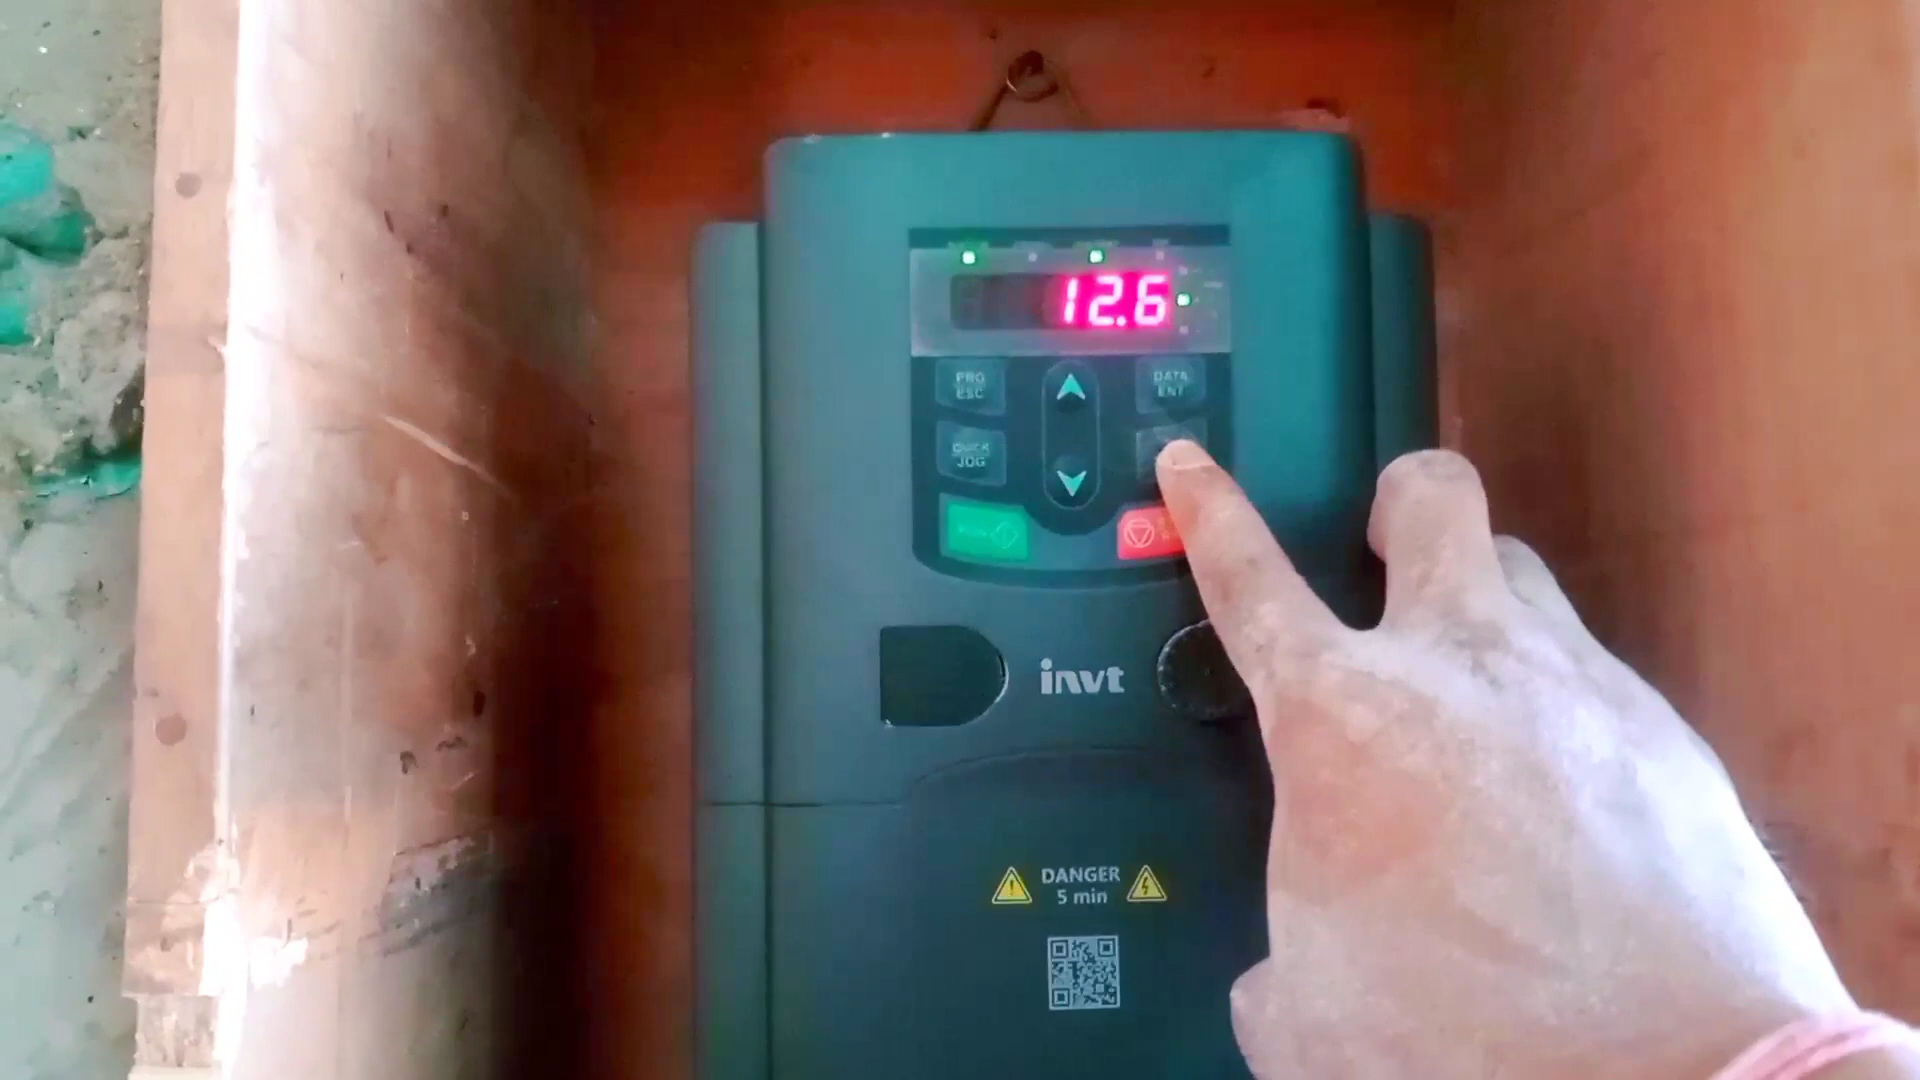 12.6
PRG
ESC
DATA
ENT
QUICK
JOG
invt
DANGER
5 min